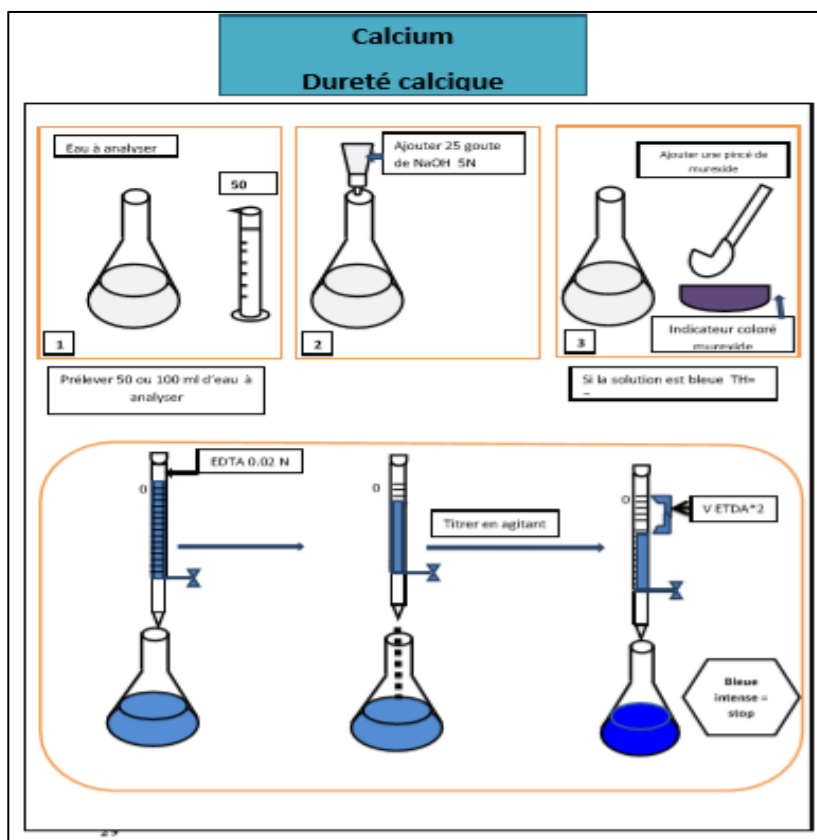 Calcium
Dureté calcique
Eau à analyser
50
1
Ajouter 25 goute
de NaOH 5N
2
Ajouter une pincé de
murexide
Indicateur coloré
murexide
3
Prélever 50 ou 100 ml d'eau à
analyser
Si la solution est bleue TH=
EDTA 0.02 N
0
0
Titrer en agitant
0
V ETDA*2
Bleue
intense =
stop
29